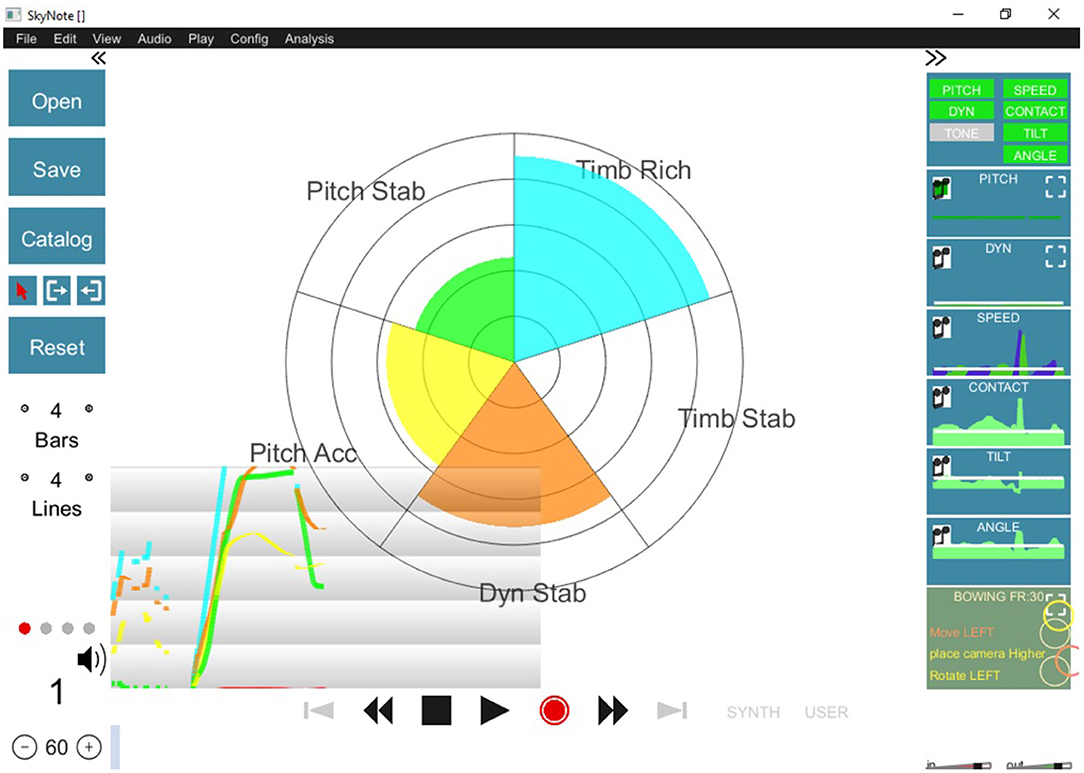 SkyNote []
File Edit View Audio Play Config Analysis
«
»
Open
Save
Catalog
Reset
4
Bars
4
Lines
1
60
Timb Rich
Pitch Stab
Timb Stab
Pitch Acc
Dyn Stab
SYNTH USER
PITCH SPEED
DYN CONTACT
TONE TILT
ANGLE
PITCH
DYN
SPEED
CONTACT
TILT
ANGLE
BOWING FR:30
Move LEFT
place camera Higher
Rotate LEFT
in out